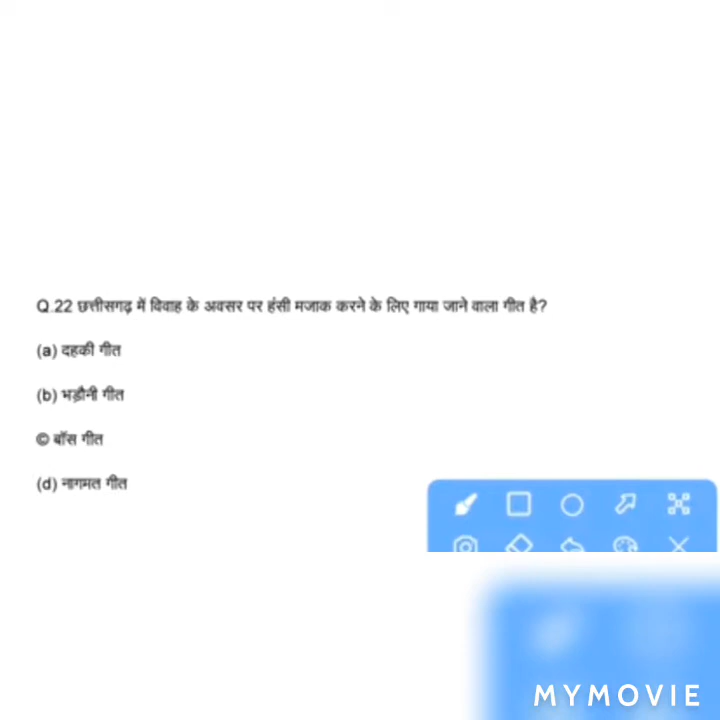 Q.22 छत्तीसगढ़ में विवाह के अवसर पर हंसी मजाक करने के लिए गाया जाने वाला गीत है?
(a) दहकी गीत
(b) भड़ौनी गीत
© बॉस गीत
(d) नागमत गीत
MYMOVIE